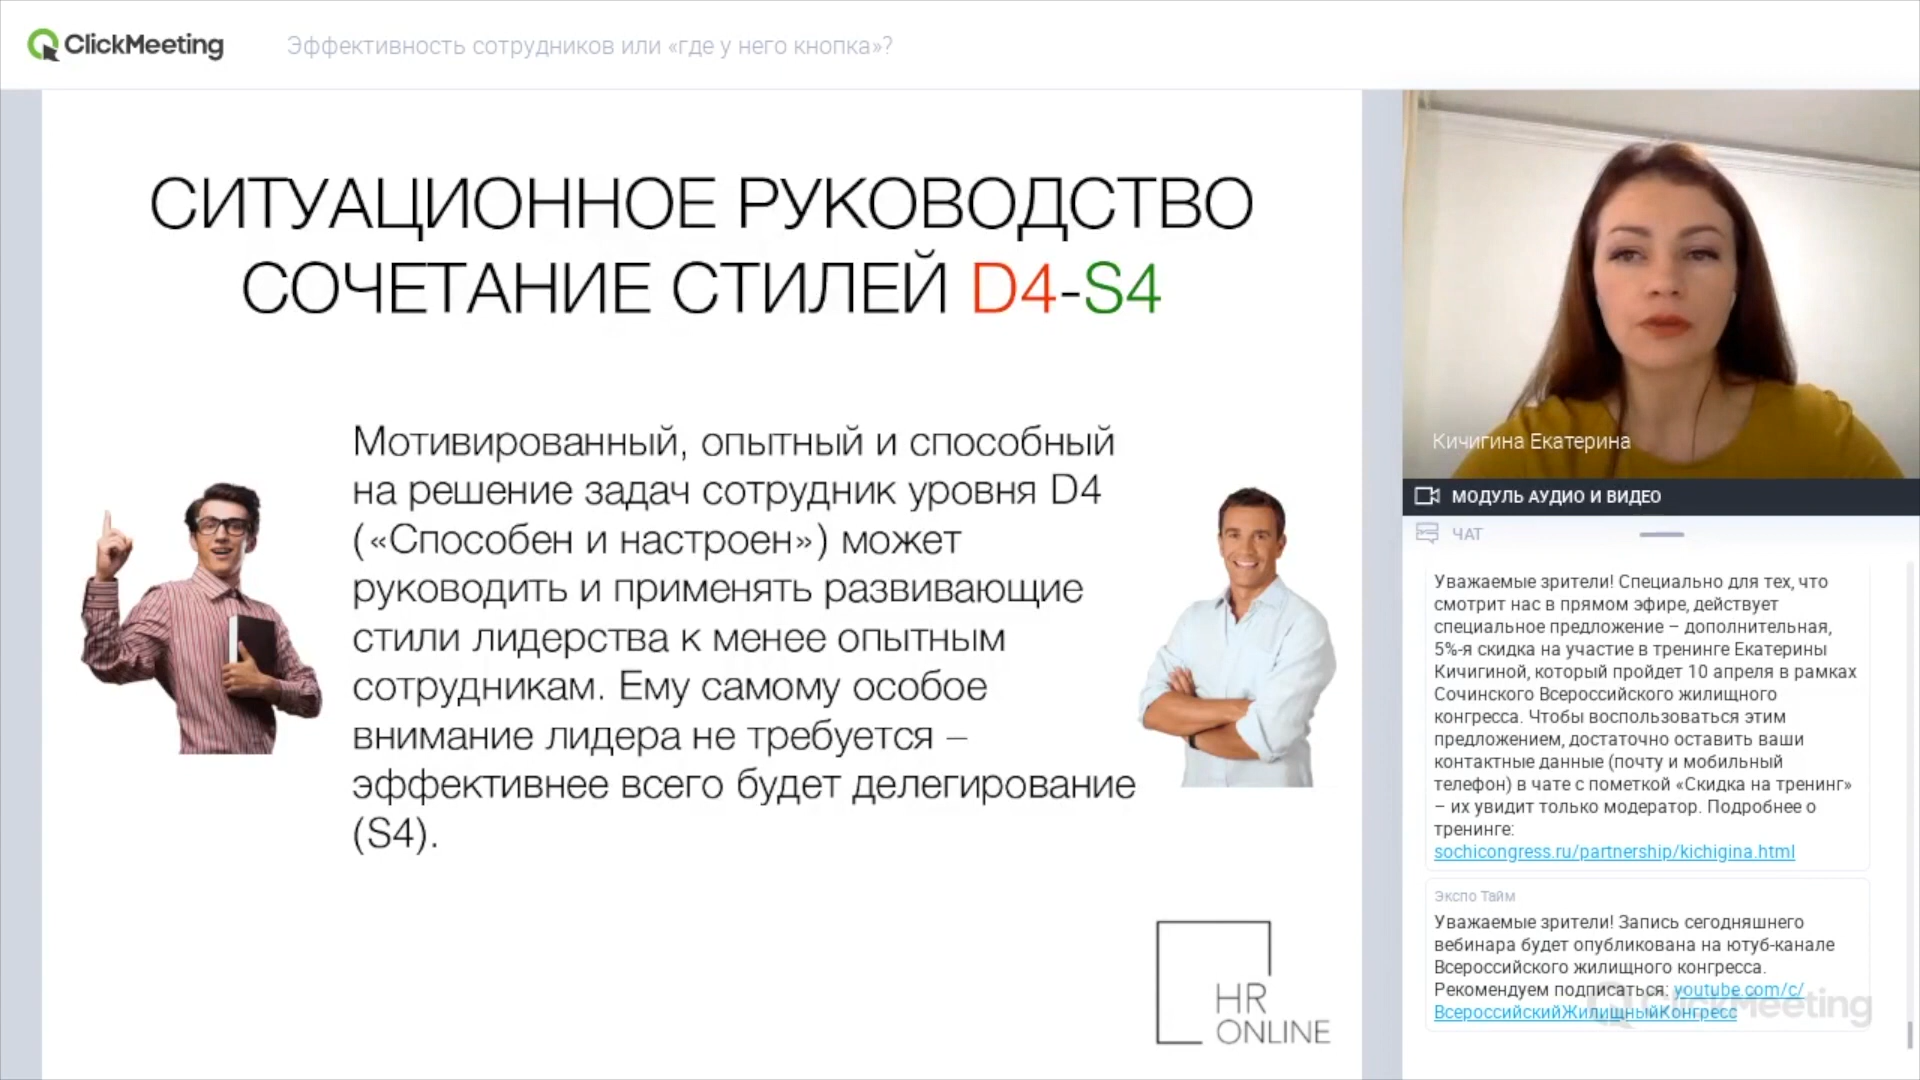 ClickMeeting
Эффективность сотрудников или «где у него кнопка»?
СИТУАЦИОННОЕ РУКОВОДСТВО
СОЧЕТАНИЕ СТИЛЕЙ D4-S4
Мотивированный, опытный и способный
на решение задач сотрудник уровня D4
(«Способен и настроен») может
руководить и применять развивающие
стили лидерства к менее опытным
сотрудникам. Ему самому особое
внимание лидера не требуется –
эффективнее всего будет делегирование
(S4).
HR
ONLINE
Кичигина Екатерина
МОДУЛЬ АУДИО И ВИДЕО
ЧАТ
Уважаемые зрители! Специально для тех, что
смотрит нас в прямом эфире, действует
специальное предложение – дополнительная,
5%-я скидка на участие в тренинге Екатерины
Кичигиной, который пройдет 10 апреля в рамках
Сочинского Всероссийского жилищного
конгресса. Чтобы воспользоваться этим
предложением, достаточно оставить ваши
контактные данные (почту и мобильный
телефон) в чате с пометкой «Скидка на тренинг»
– их увидит только модератор. Подробнее о
тренинге:
sochicongress.ru/partnership/kichigina.html
Экспо Тайм
Уважаемые зрители! Запись сегодняшнего
вебинара будет опубликована на ютуб-канале
Всероссийского жилищного конгресса.
Рекомендуем подписаться: youtube.com/c/
ВсероссийскийЖилищныйКонгресс
ClickMeeting